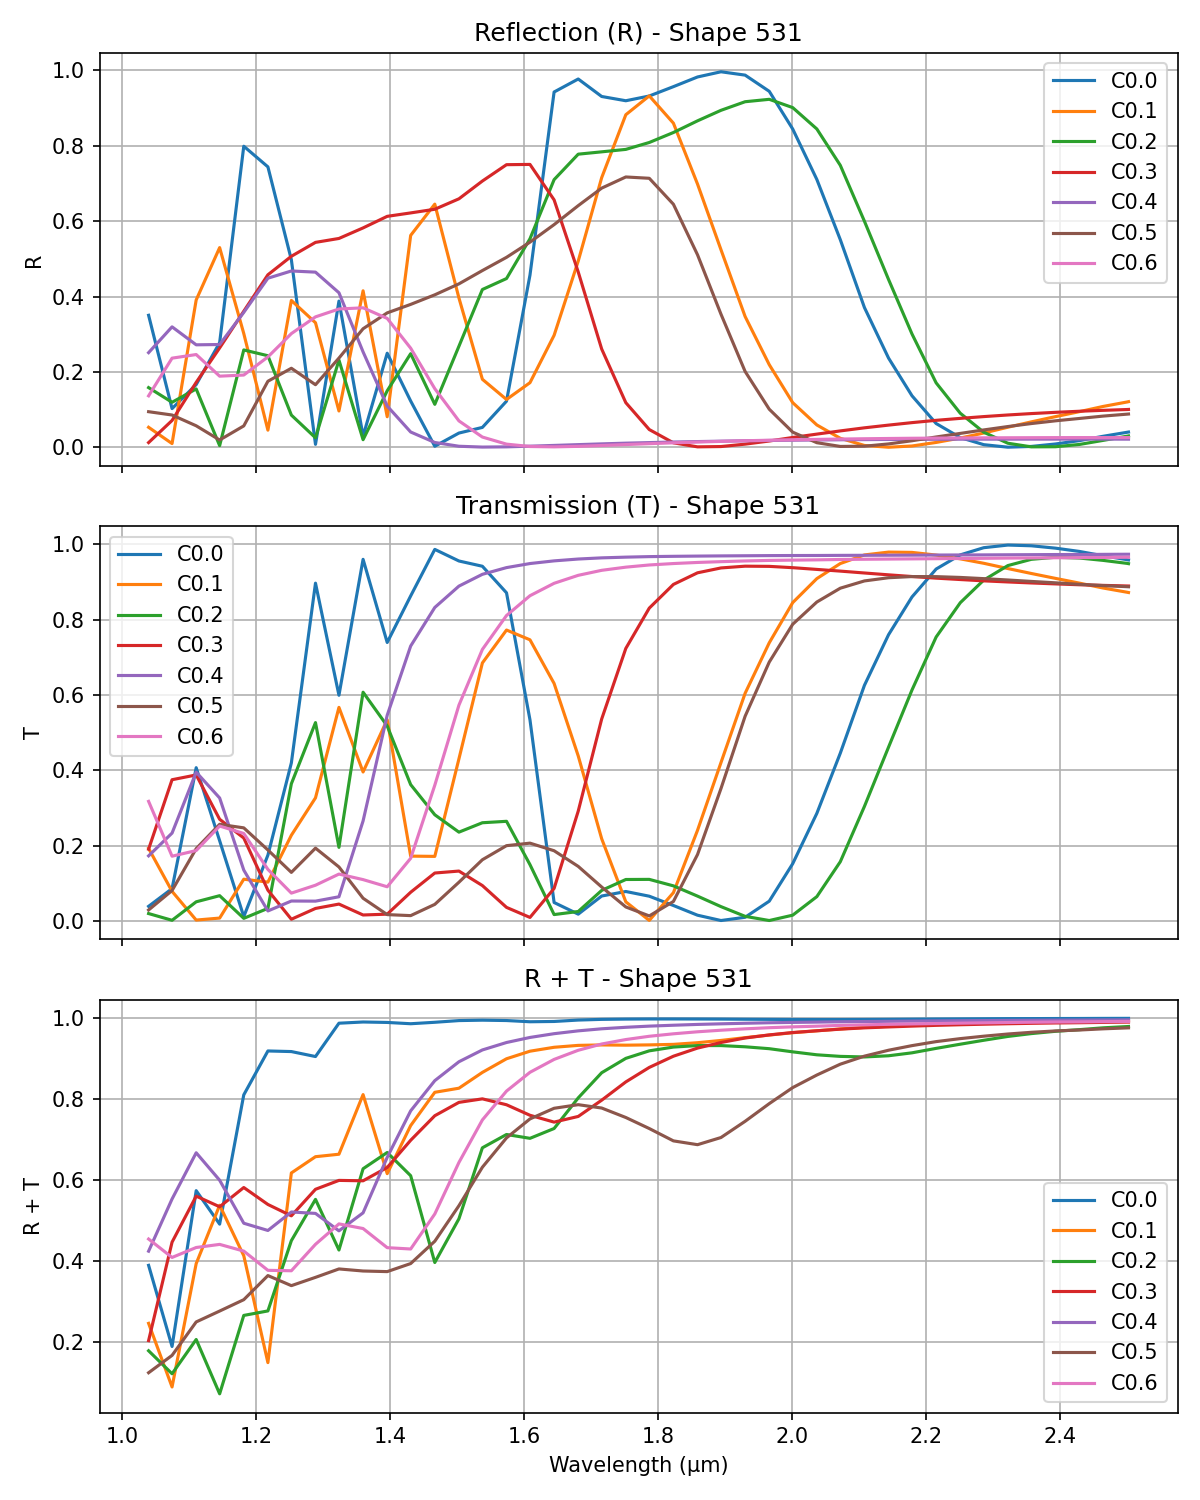 Reflection (R) - Shape 531
1.0
0.8
0.6
0.4
0.2
0.0
R
C0.0
C0.1
C0.2
C0.3
C0.4
C0.5
C0.6
Transmission (T) - Shape 531
1.0
0.8
0.6
0.4
0.2
0.0
T
C0.0
C0.1
C0.2
C0.3
C0.4
C0.5
C0.6
R + T - Shape 531
1.0
0.8
0.6
0.4
0.2
R + T
C0.0
C0.1
C0.2
C0.3
C0.4
C0.5
C0.6
1.0 1.2 1.4 1.6 1.8 2.0 2.2 2.4
Wavelength (μm)